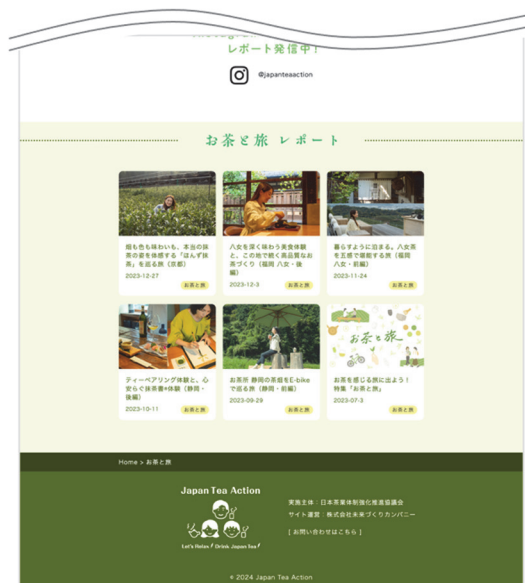 レポート発信中！
@japanteaaction
お茶と旅 レポート
畑も色も味わいも、本当の抹
茶の姿を体感する「ほんず抹
茶」を巡る旅（京都）
2023-12-27
お茶と旅
八女を深く味わう美食体験
と、この地で続く高品質なお
茶づくり（福岡 八女・後
編）
2023-12-3
お茶と旅
暮らすように泊まる。八女茶
を五感で堪能する旅（福岡
八女・前編）
2023-11-24
お茶と旅
ティーペアリング体験と、心
安らぐ抹茶書®体験（静岡・
後編）
2023-10-11
お茶と旅
お茶所 静岡の茶畑をE-bike
で巡る旅（静岡・前編）
2023-09-29
お茶と旅
お茶と旅
お茶を感じる旅に出よう！
特集「お茶と旅」
2023-07-3
お茶と旅
Home > お茶と旅
Japan Tea Action
Let's Relax! Drink Japan Tea!
実施主体：日本茶業体制強化推進協議会
サイト運営：株式会社未来づくりカンパニー
[ お問い合わせはこちら ]
© 2024 Japan Tea Action